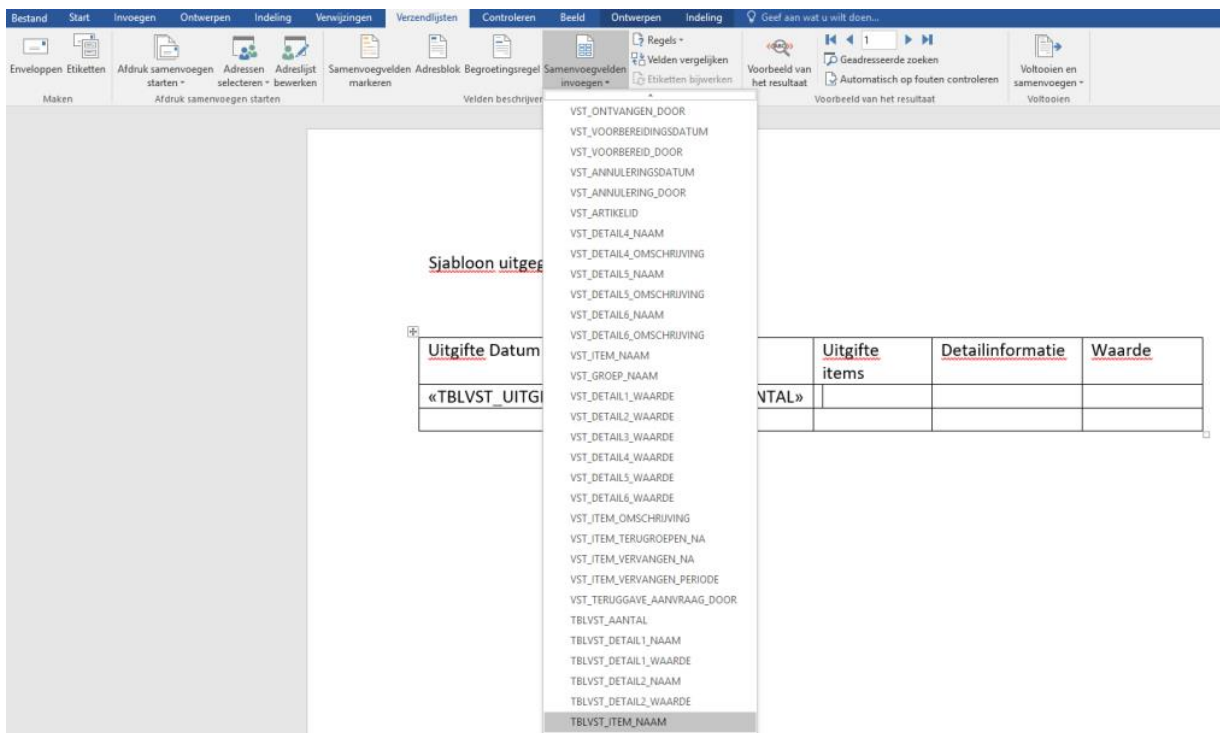 Bestand Start Invoegen Ontwerpen Indeling Verwijzingen Verzendlijsten Controleren Beeld Ontwerpen Indeling Geef aan wat u wilt doen...
Enveloppen Etiketten Afdruk samenvoegen starten Adressen selecteren Adreslijst bewerken Samenvoegvelden markeren Adresblok Begroetingsregel Samenvoegvelden invoegen
Regels
Velden vergelijken
Etiketten bijwerken
Voorbeeld van het resultaat
1
Geadresseerde zoeken
Automatisch op fouten controleren
Voltooien en samenvoegen
Maken Afdruk samenvoegen starten Velden beschrijver Voorbeeld van het resultaat Voltooien
VST_ONTVANGEN_DOOR
VST_VOORBEREIDINGSDATUM
VST_VOORBEREID_DOOR
VST_ANNULERINGSDATUM
VST_ANNULERING_DOOR
VST_ARTIKELID
VST_DETAIL4_NAAM
VST_DETAIL4_OMSCHRIJVING
VST_DETAIL5_NAAM
VST_DETAIL5_OMSCHRIJVING
VST_DETAIL6_NAAM
VST_DETAIL6_OMSCHRIJVING
VST_ITEM_NAAM
VST_GROEP_NAAM
VST_DETAIL1_WAARDE
VST_DETAIL2_WAARDE
VST_DETAIL3_WAARDE
VST_DETAIL4_WAARDE
VST_DETAIL5_WAARDE
VST_DETAIL6_WAARDE
VST_ITEM_OMSCHRIJVING
VST_ITEM_TERUGROEPEN_NA
VST_ITEM_VERVANGEN_NA
VST_ITEM_VERVANGEN_PERIODE
VST_TERUGGAVE_AANVRAAG_DOOR
TBLVST_AANTAL
TBLVST_DETAIL1_NAAM
TBLVST_DETAIL1_WAARDE
TBLVST_DETAIL2_NAAM
TBLVST_DETAIL2_WAARDE
TBLVST_ITEM_NAAM
Sjabloon uitgeg
Uitgifte Datum Uitgifte items Detailinformatie Waarde
«TBLVST_UITGI NTAL»